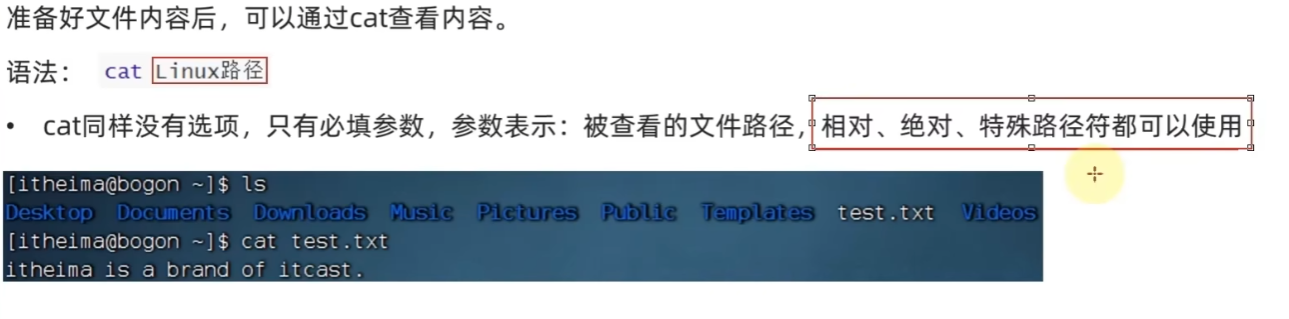 准备好文件内容后，可以通过cat查看内容。
语法： cat Linux路径
• cat同样没有选项，只有必填参数，参数表示：被查看的文件路径，相对、绝对、特殊路径符都可以使用
[itheima@bogon ~]$ ls
Desktop Documents Downloads Music Pictures Public Templates test.txt Videos
[itheima@bogon ~]$ cat test.txt
itheima is a brand of itcast.